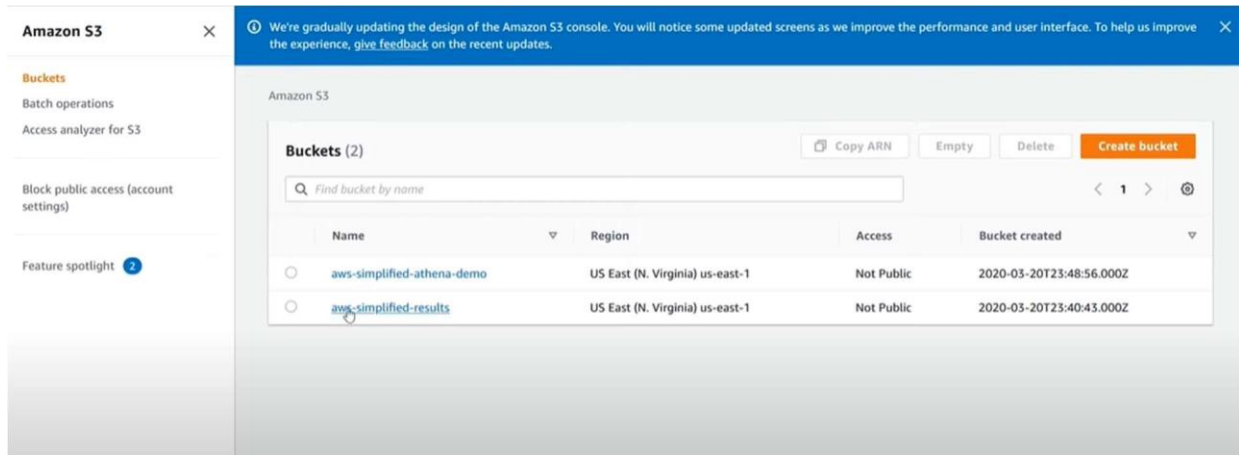 Amazon S3
We're gradually updating the design of the Amazon S3 console. You will notice some updated screens as we improve the performance and user interface. To help us improve
the experience, give feedback on the recent updates.
Buckets
Batch operations
Access analyzer for S3
Block public access (account
settings)
Feature spotlight 2
Amazon S3
Buckets (2)
Copy ARN Empty Delete Create bucket
Find bucket by name
1
Name Region Access Bucket created
aws-simplified-athena-demo US East (N. Virginia) us-east-1 Not Public 2020-03-20T23:48:56.000Z
aws-simplified-results US East (N. Virginia) us-east-1 Not Public 2020-03-20T23:40:43.000Z